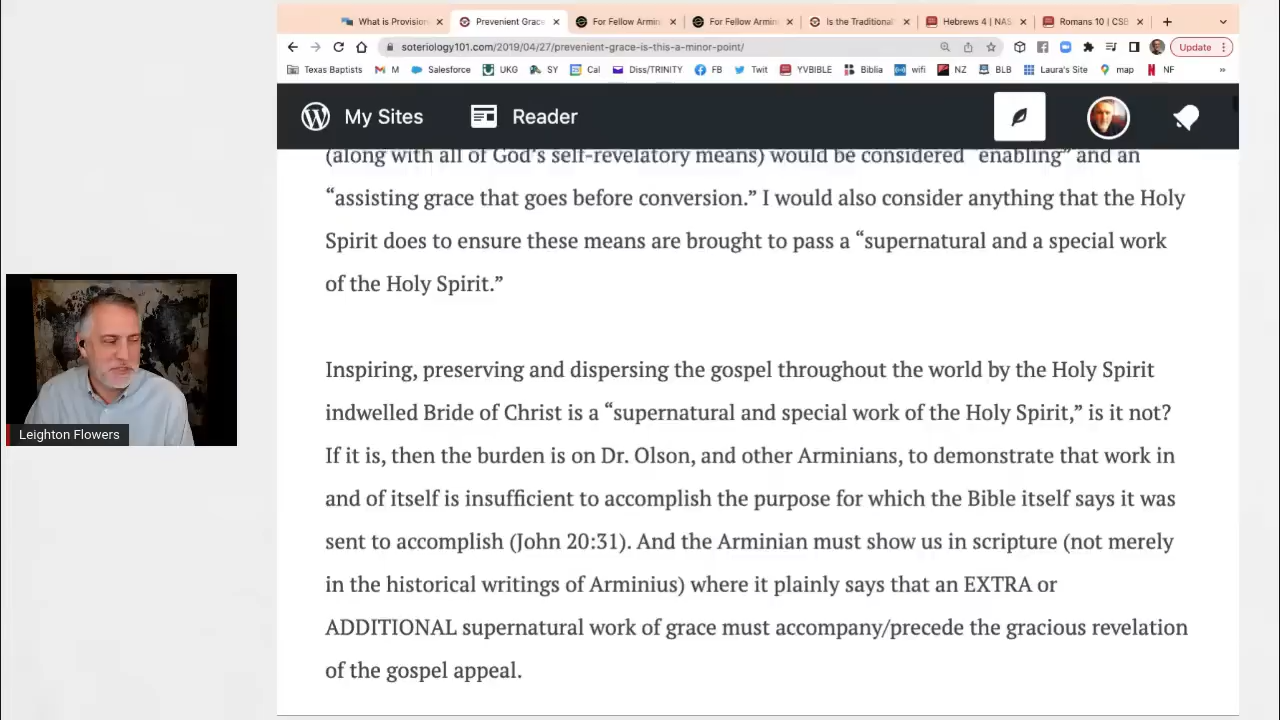 What is Provision
Prevenient Grace
For Fellow Armin
For Fellow Armin
Is the Traditional
Hebrews 4 | NAS
Romans 10 | CSB
soteriology101.com/2019/04/27/prevenient-grace-is-this-a-minor-point/
Update
Texas Baptists M Salesforce UKG SY Cal Diss/TRINITY FB Twit YVBIBLE Biblia wifi NZ BLB Laura's Site map NF »
My Sites Reader
(along with all of God's self-revelatory means) would be considered "enabling" and an
“assisting grace that goes before conversion.” I would also consider anything that the Holy
Spirit does to ensure these means are brought to pass a “supernatural and a special work
of the Holy Spirit.”
Inspiring, preserving and dispersing the gospel throughout the world by the Holy Spirit
indwelled Bride of Christ is a “supernatural and special work of the Holy Spirit,” is it not?
If it is, then the burden is on Dr. Olson, and other Arminians, to demonstrate that work in
and of itself is insufficient to accomplish the purpose for which the Bible itself says it was
sent to accomplish (John 20:31). And the Arminian must show us in scripture (not merely
in the historical writings of Arminius) where it plainly says that an EXTRA or
ADDITIONAL supernatural work of grace must accompany/precede the gracious revelation
of the gospel appeal.
Leighton Flowers